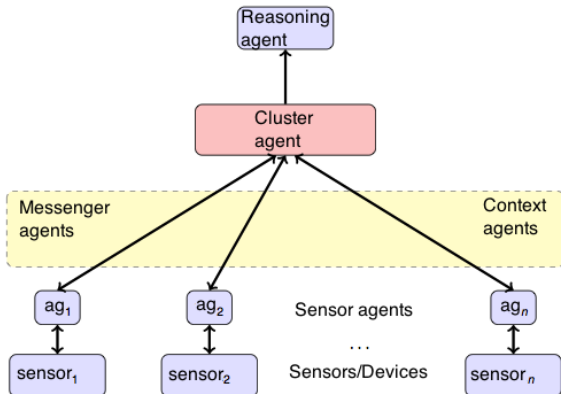 Reasoning
agent
Cluster
agent
Messenger
agents
Context
agents
ag₁
ag₂
Sensor agents
agₙ
...
sensor₁
sensor₂
Sensors/Devices
sensorₙ